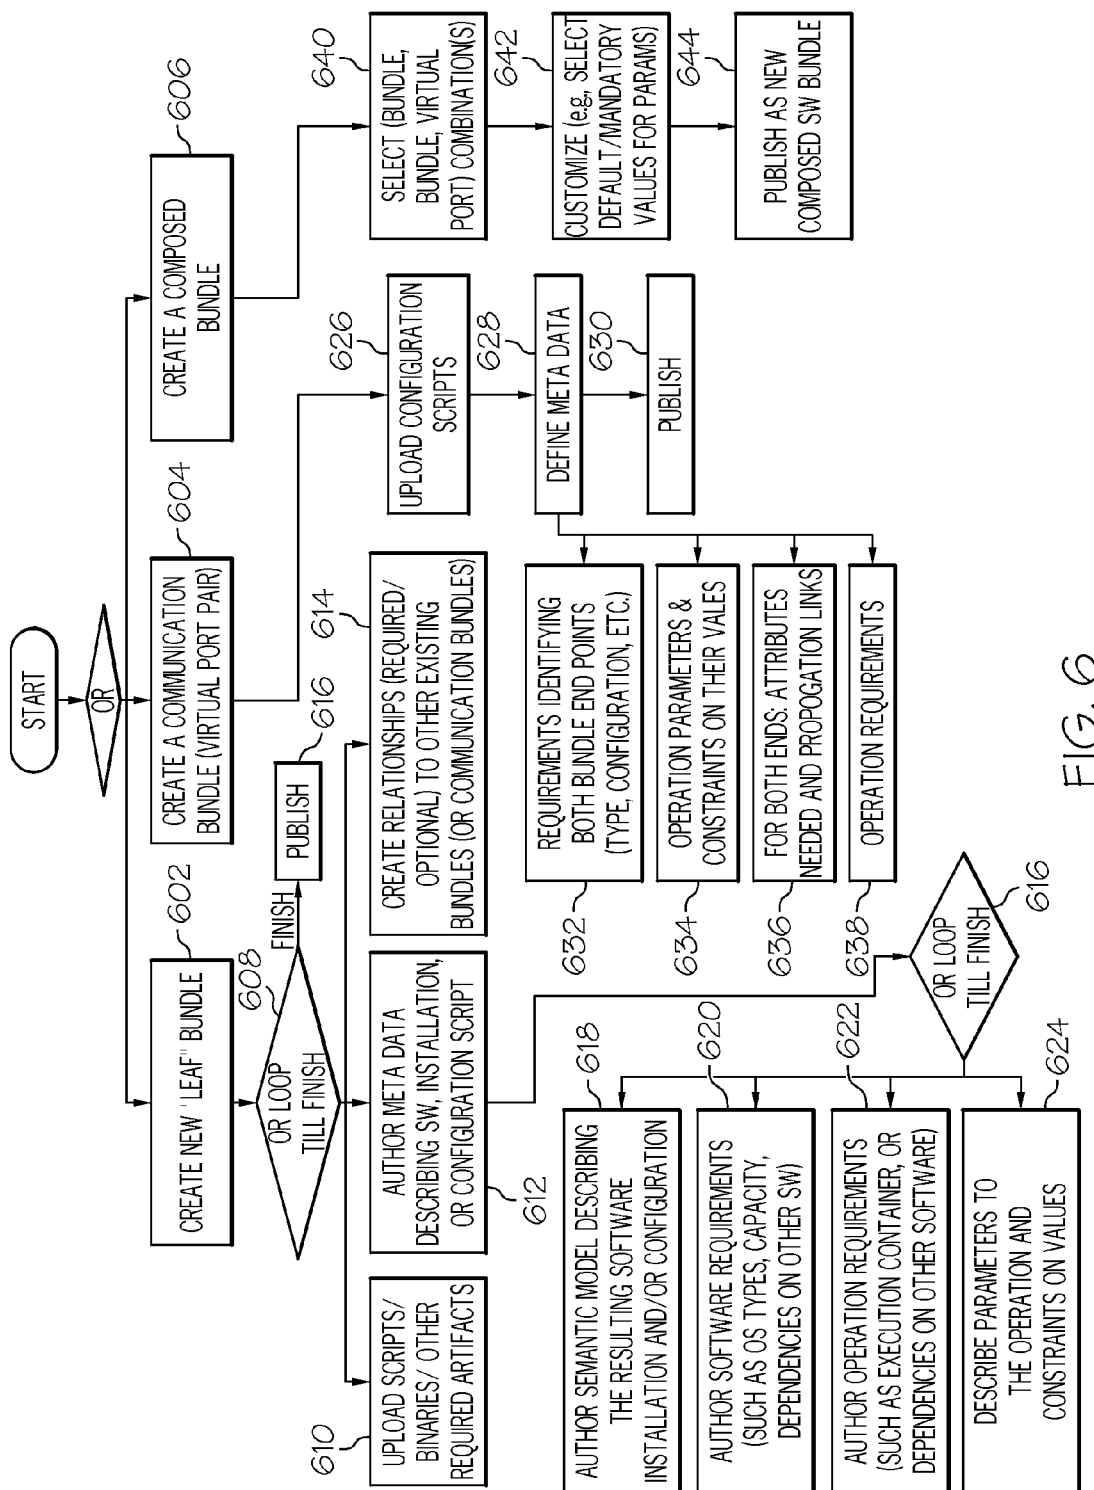 START
OR
602
CREATE NEW "LEAF" BUNDLE
604
CREATE A COMMUNICATION
BUNDLE (VIRTUAL PORT PAIR)
606
CREATE A COMPOSED
BUNDLE
608
OR LOOP
TILL FINISH
FINISH
PUBLISH
616
610
UPLOAD SCRIPTS/
BINARIES/ OTHER
REQUIRED ARTIFACTS
AUTHOR META DATA
DESCRIBING SW, INSTALLATION,
OR CONFIGURATION SCRIPT
612
CREATE RELATIONSHIPS (REQUIRED/
OPTIONAL) TO OTHER EXISTING
BUNDLES (OR COMMUNICATION BUNDLES)
614
UPLOAD CONFIGURATION
SCRIPTS
626
DEFINE META DATA
628
PUBLISH
630
SELECT (BUNDLE,
BUNDLE, VIRTUAL
PORT) COMBINATION(S)
640
CUSTOMIZE (e.g., SELECT
DEFAULT/MANDATORY
VALUES FOR PARAMS)
642
PUBLISH AS NEW
COMPOSED SW BUNDLE
644
REQUIREMENTS IDENTIFYING
BOTH BUNDLE END POINTS
(TYPE, CONFIGURATION, ETC.)
632
OPERATION PARAMETERS &
CONSTRAINTS ON THEIR VALES
634
FOR BOTH ENDS: ATTRIBUTES
NEEDED AND PROPOGATION LINKS
636
OPERATION REQUIREMENTS
638
OR LOOP
TILL FINISH
616
AUTHOR SEMANTIC MODEL DESCRIBING
THE RESULTING SOFTWARE
INSTALLATION AND/OR CONFIGURATION
618
AUTHOR SOFTWARE REQUIREMENTS
(SUCH AS OS TYPES, CAPACITY,
DEPENDENCIES ON OTHER SW)
620
AUTHOR OPERATION REQUIREMENTS
(SUCH AS EXECUTION CONTAINER, OR
DEPENDENCIES ON OTHER SOFTWARE)
622
DESCRIBE PARAMETERS TO
THE OPERATION AND
CONSTRAINTS ON VALUES
624
FIG. 6